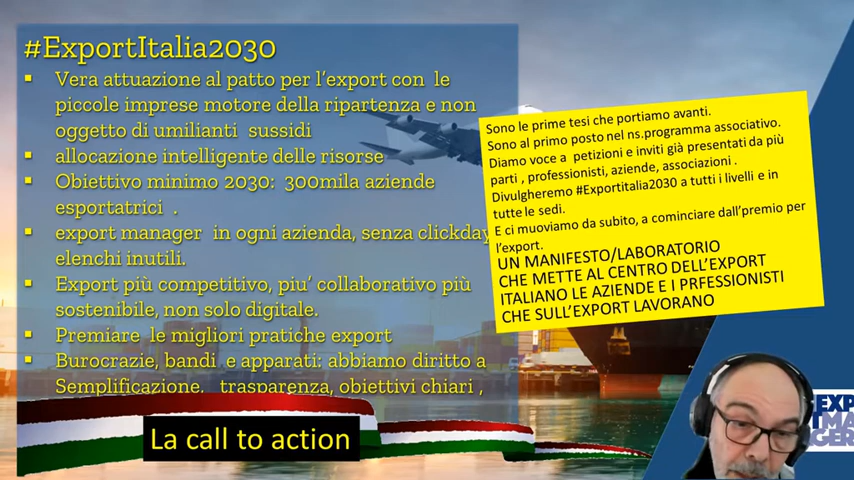 #ExportItalia2030
Vera attuazione al patto per l'export con le
piccole imprese motore della ripartenza e non
oggetto di umilianti sussidi
allocazione intelligente delle risorse
Obiettivo minimo 2030: 300mila aziende
esportatrici .
export manager in ogni azienda, senza clickday
elenchi inutili.
Export più competitivo, piu' collaborativo più
sostenibile, non solo digitale.
Premiare le migliori pratiche export
Burocrazie, bandi e apparati: abbiamo diritto a
Semplificazione, trasparenza, obiettivi chiari ,
La call to action
Sono le prime tesi che portiamo avanti.
Sono al primo posto nel ns.programma associativo.
Diamo voce a petizioni e inviti già presentati da più
parti , professionisti, aziende, associazioni .
Divulgheremo #Exportitalia2030 a tutti i livelli e in
tutte le sedi.
E ci muoviamo da subito, a cominciare dall'premio per
l'export.
UN MANIFESTO/LABORATORIO
CHE METTE AL CENTRO DELL'EXPORT
ITALIANO LE AZIENDE E I PRFESSIONISTI
CHE SULL'EXPORT LAVORANO
EXP
T MA
GER